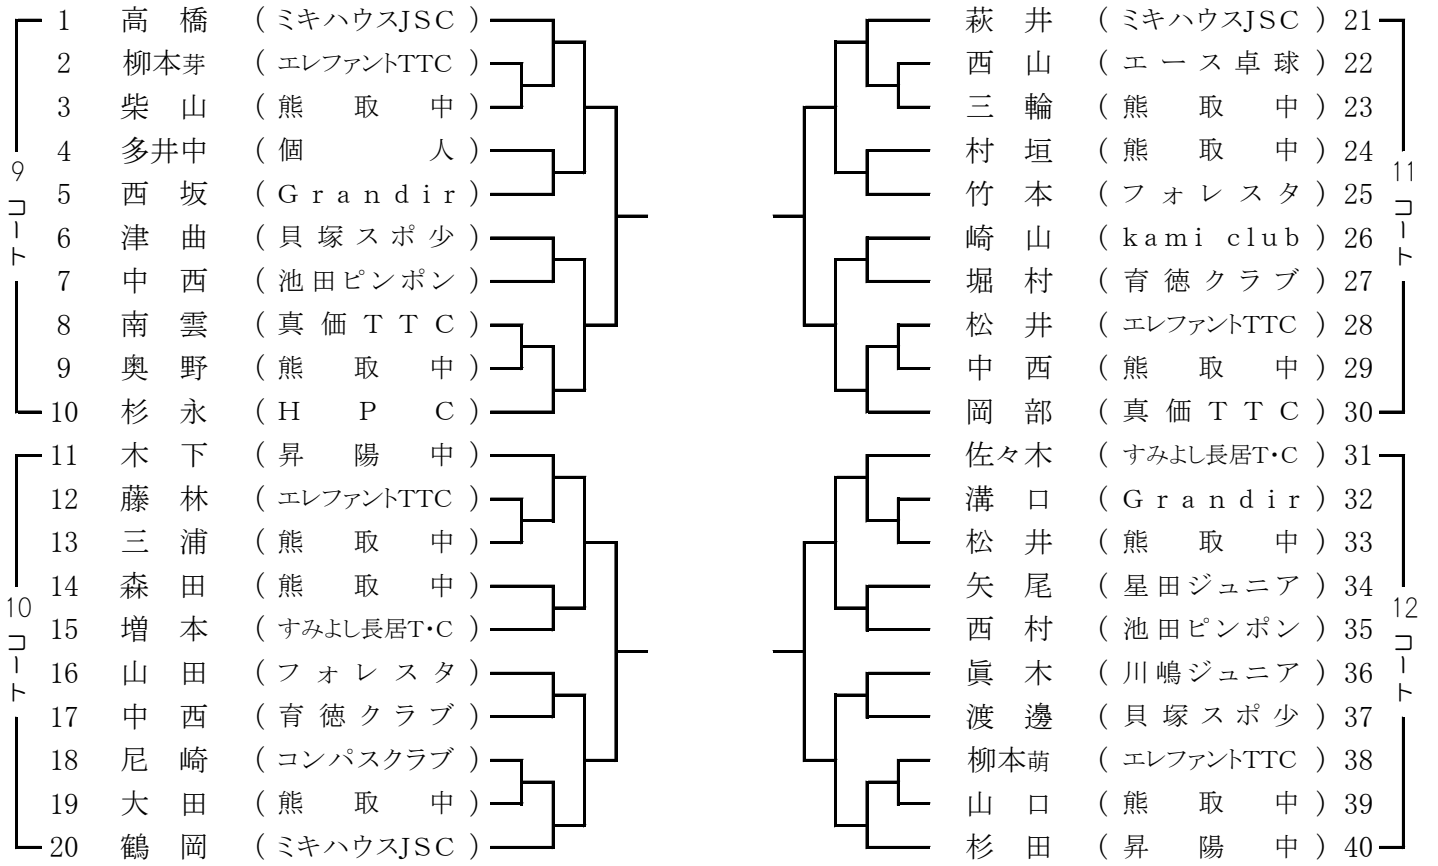 1 高橋 (ミキハウスJSC)
2 柳本芽 (エレファントTTC)
3 柴山 (熊取中)
4 多井中 (個人)
5 西坂 (Grandir)
6 津曲 (貝塚スポ少)
7 中西 (池田ピンポン)
8 南雲 (真価TTC)
9 奥野 (熊取中)
10 杉永 (HPC)
9コート
11 木下 (昇陽中)
12 藤林 (エレファントTTC)
13 三浦 (熊取中)
14 森田 (熊取中)
15 増本 (すみよし長居T・C)
16 山田 (フォレスタ)
17 中西 (育徳クラブ)
18 尼崎 (コンパスクラブ)
19 大田 (熊取中)
20 鶴岡 (ミキハウスJSC)
10コート
萩井 (ミキハウスJSC) 21
西山 (エース卓球) 22
三輪 (熊取中) 23
村垣 (熊取中) 24
竹本 (フォレスタ) 25
崎山 (kami club) 26
堀村 (育徳クラブ) 27
松井 (エレファントTTC) 28
中西 (熊取中) 29
岡部 (真価TTC) 30
11コート
佐々木 (すみよし長居T・C) 31
溝口 (Grandir) 32
松井 (熊取中) 33
矢尾 (星田ジュニア) 34
西村 (池田ピンポン) 35
眞木 (川嶋ジュニア) 36
渡邊 (貝塚スポ少) 37
柳本萌 (エレファントTTC) 38
山口 (熊取中) 39
杉田 (昇陽中) 40
12コート